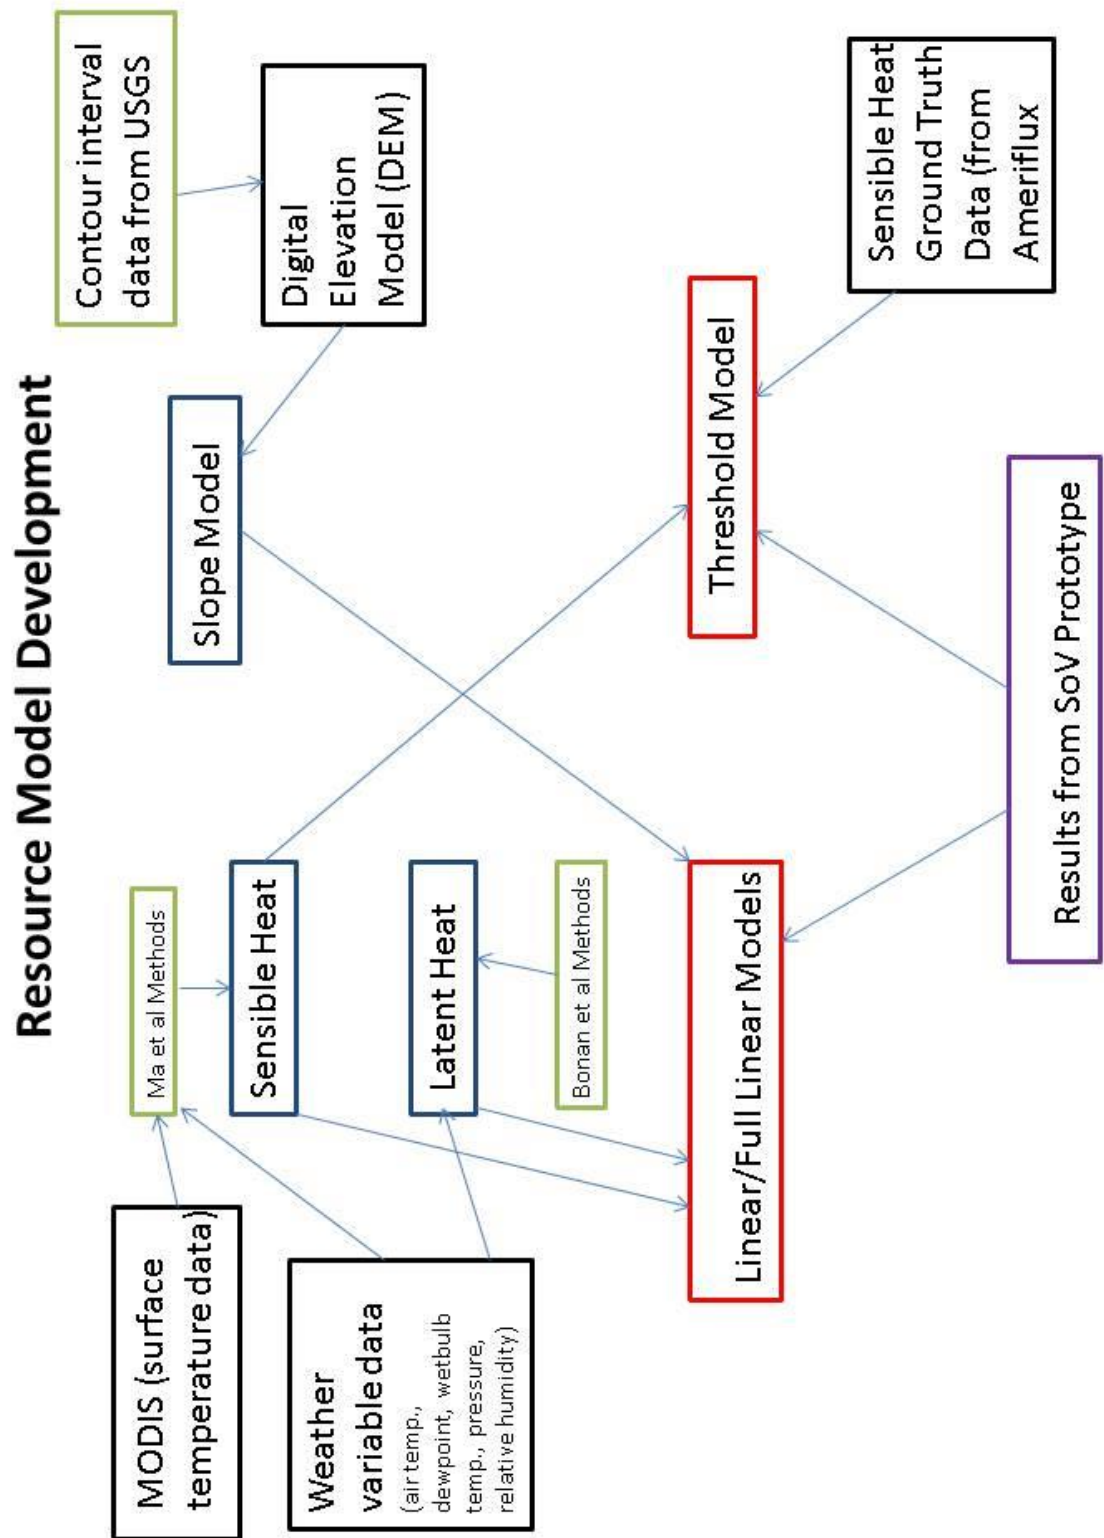 Resource Model Development
MODIS (surface
temperature data)
Ma et al Methods
Contour interval
data from USGS
Weather
variable data
(air temp.,
dewpoint, wetbulb
temp., pressure,
relative humidity)
Sensible Heat
Slope Model
Digital
Elevation
Model (DEM)
Latent Heat
Bonan et al Methods
Linear/Full Linear Models
Threshold Model
Sensible Heat
Ground Truth
Data (from
Ameriflux
Results from SoV Prototype